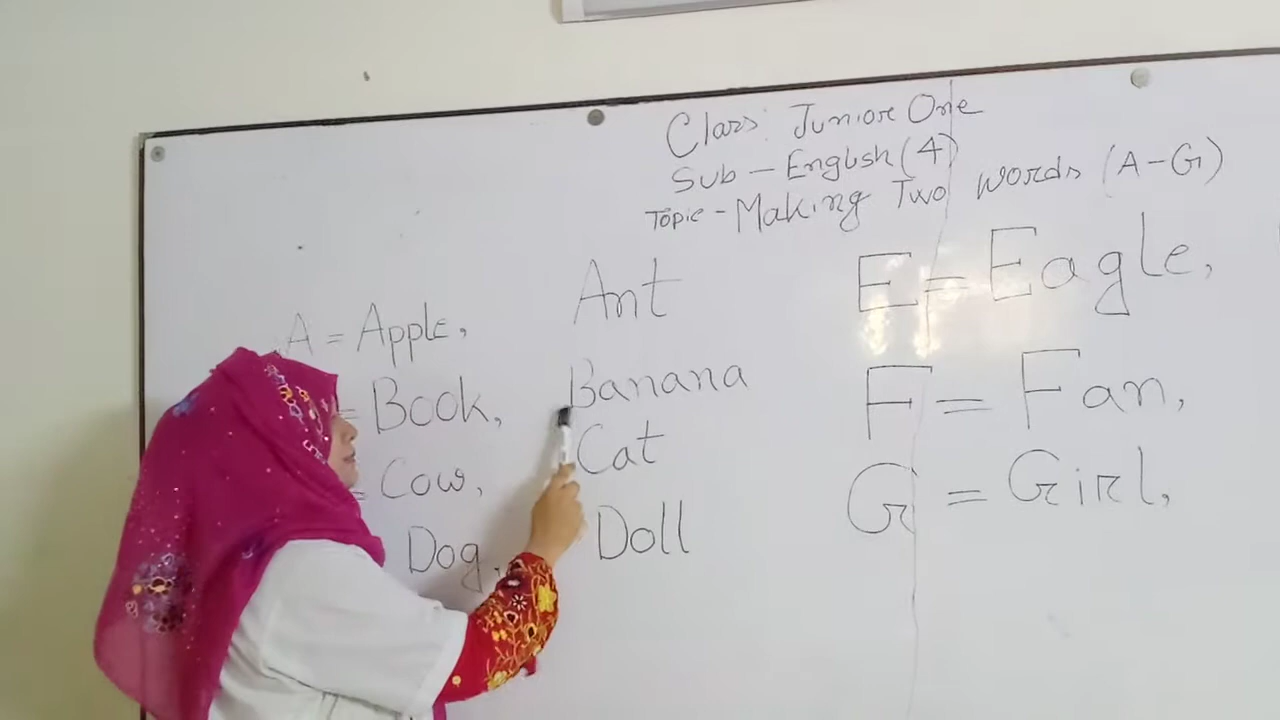 Class: Junior One
Sub - English (4)
Topic - Making Two words (A-G)
A = Apple, Ant
= Book, Banana
= Cow, Cat
Dog, Doll
E = Eagle,
F = Fan,
G = Girl,